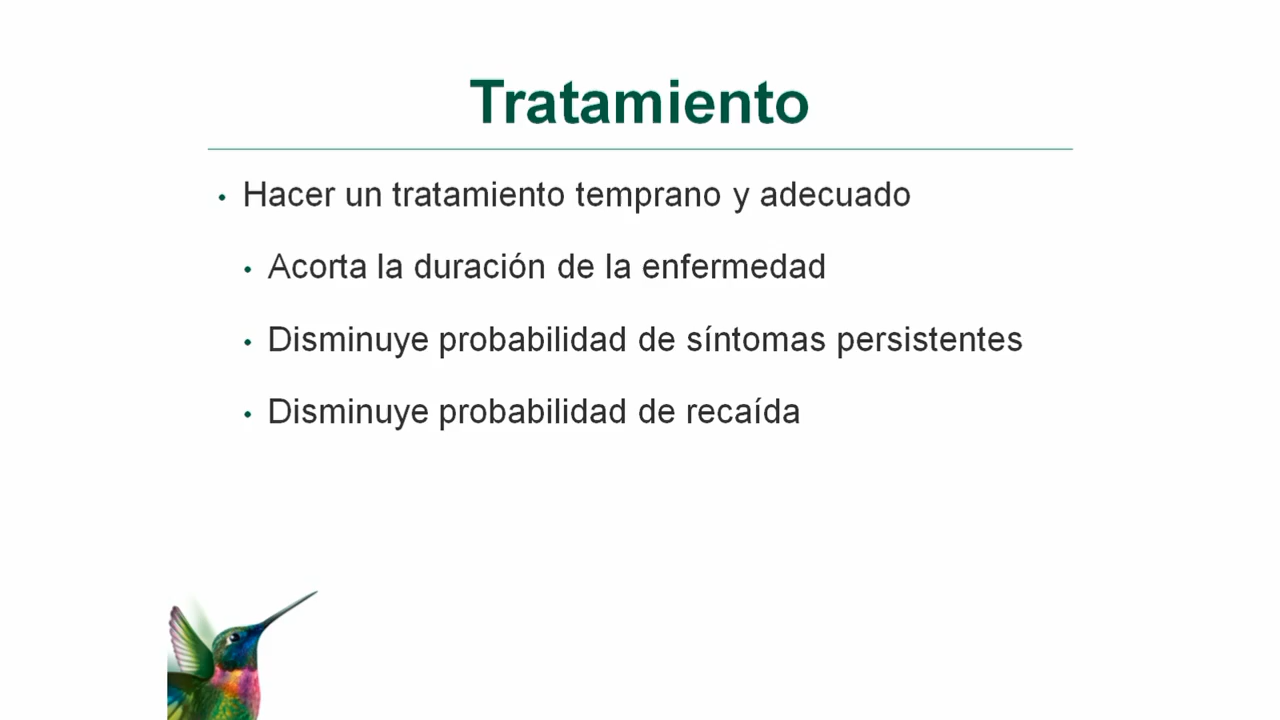 Tratamiento
• Hacer un tratamiento temprano y adecuado
• Acorta la duración de la enfermedad
• Disminuye probabilidad de síntomas persistentes
• Disminuye probabilidad de recaída